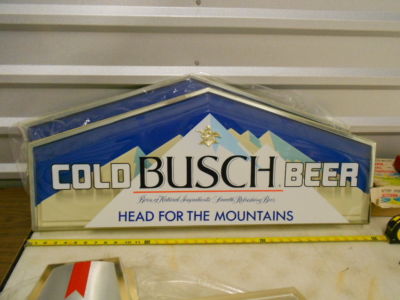 COLD BUSCH BEER
HEAD FOR THE MOUNTAINS